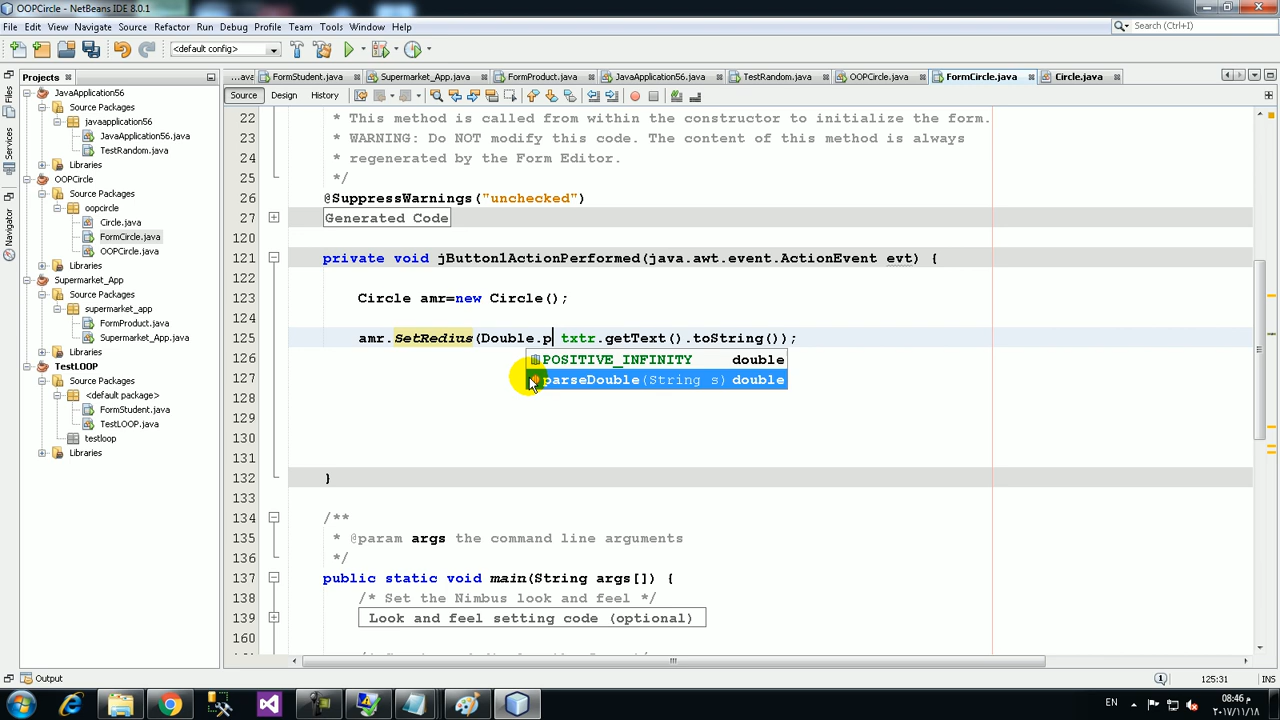 OOPCircle - NetBeans IDE 8.0.1
File Edit View Navigate Source Refactor Run Debug Profile Team Tools Window Help
Search (Ctrl+I)
<default config>
Projects
...ava FormStudent.java Supermarket_App.java FormProduct.java JavaApplication56.java TestRandom.java OOPCircle.java FormCircle.java Circle.java
Source Design History
Files
Services
Navigator
JavaApplication56
Source Packages
javaapplication56
JavaApplication56.java
TestRandom.java
Libraries
OOPCircle
Source Packages
oopcircle
Circle.java
FormCircle.java
OOPCircle.java
Libraries
Supermarket_App
Source Packages
supermarket_app
FormProduct.java
Supermarket_App.java
Libraries
TestLOOP
Source Packages
<default package>
FormStudent.java
TestLOOP.java
testloop
Libraries
22 * This method is called from within the constructor to initialize the form.
23 * WARNING: Do NOT modify this code. The content of this method is always
24 * regenerated by the Form Editor.
25 */
26 @SuppressWarnings("unchecked")
27 Generated Code
120
121 private void jButton1ActionPerformed(java.awt.event.ActionEvent evt) {
122
123 Circle amr=new Circle();
124
125 amr.SetRedius(Double.p txtr.getText().toString());
126 POSITIVE_INFINITY double
127 parseDouble(String s) double
128
129
130
131
132 }
133
134 /**
135 * @param args the command line arguments
136 */
137 public static void main(String args[]) {
138 /* Set the Nimbus look and feel */
139 Look and feel setting code (optional)
160
Output
125:31 INS
EN
08:46 م
٢٠١٧/١١/١٨